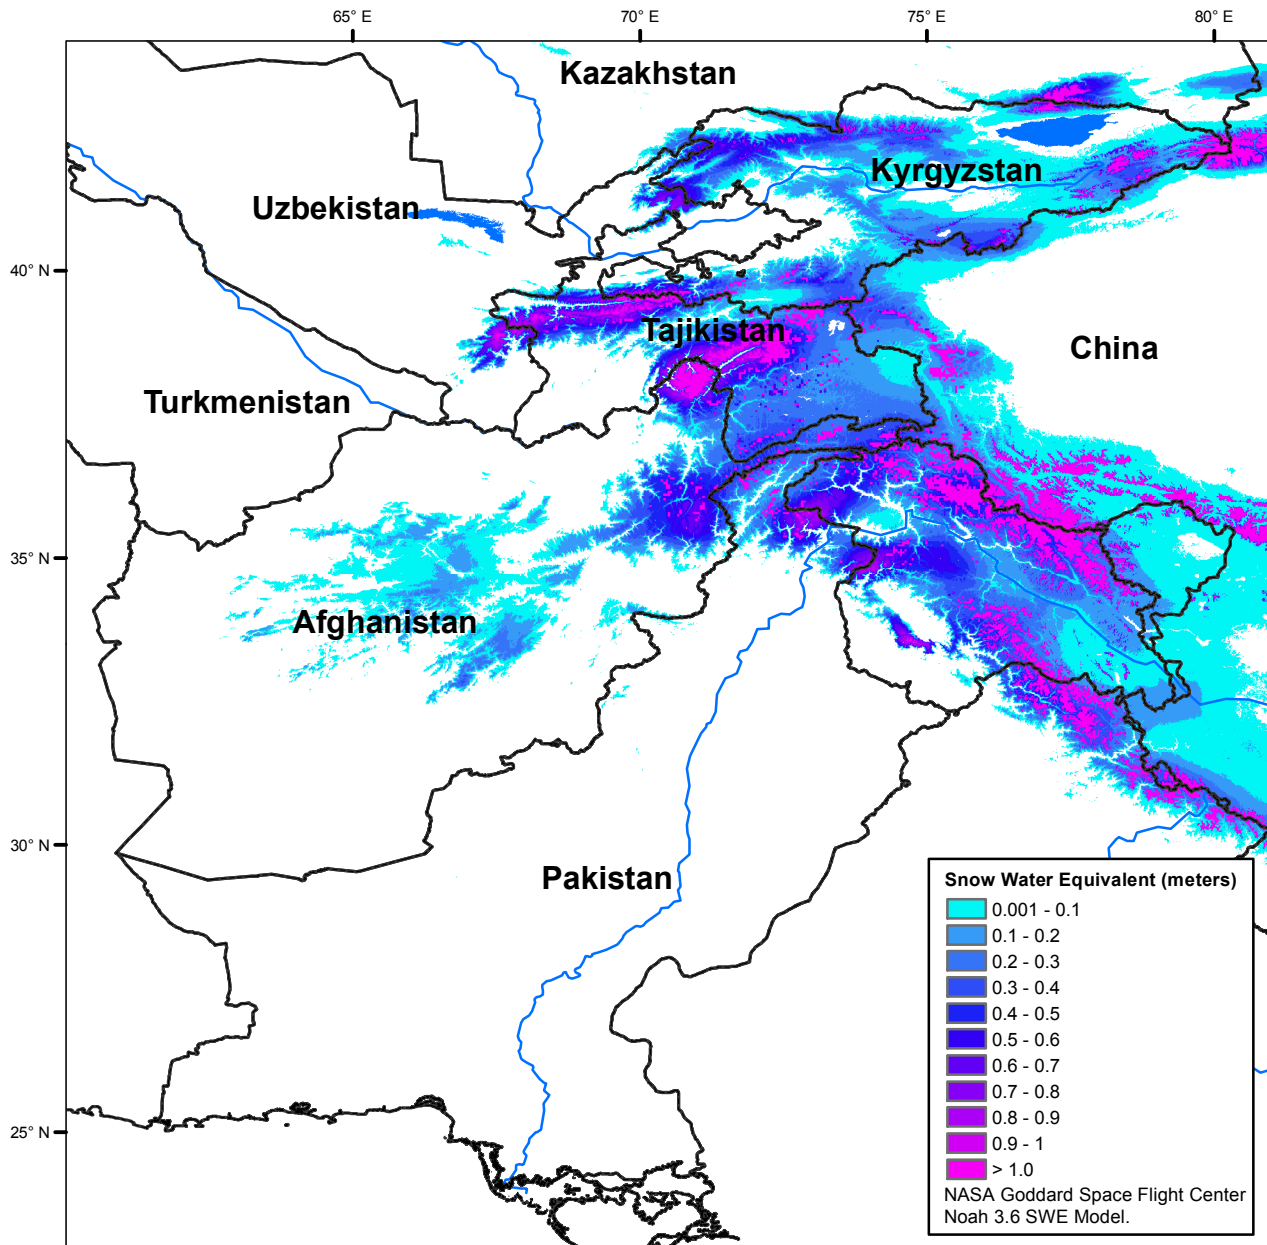 65° E
70° E
75° E
80° E
Kazakhstan
Kyrgyzstan
Uzbekistan
40° N
Tajikistan
China
Turkmenistan
35° N
Afghanistan
30° N
Pakistan
25° N
Snow Water Equivalent (meters)
0.001 - 0.1
0.1 - 0.2
0.2 - 0.3
0.3 - 0.4
0.4 - 0.5
0.5 - 0.6
0.6 - 0.7
0.7 - 0.8
0.8 - 0.9
0.9 - 1
> 1.0
NASA Goddard Space Flight Center
Noah 3.6 SWE Model.